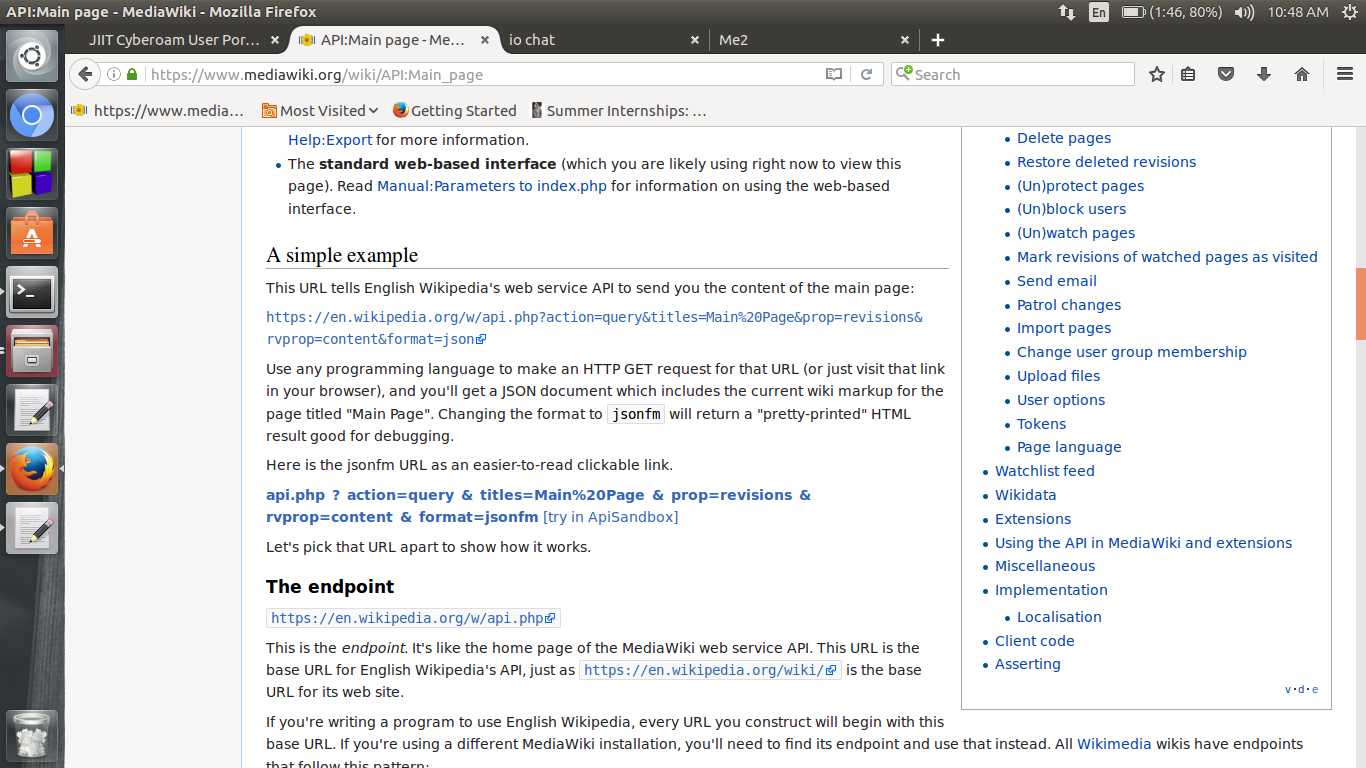 API:Main page - MediaWiki - Mozilla Firefox
En
(1:46, 80%)
10:48 AM
JIIT Cyberoam User Por...
API:Main page - Me...
io chat
Me2
https://www.mediawiki.org/wiki/API:Main_page
Search
https://www.media...
Most Visited
Getting Started
Summer Internships: ...
Help:Export for more information.
The standard web-based interface (which you are likely using right now to view this
page). Read Manual:Parameters to index.php for information on using the web-based
interface.
A simple example
This URL tells English Wikipedia's web service API to send you the content of the main page:
https://en.wikipedia.org/w/api.php?action=query&titles=Main%20Page&prop=revisions&
rvprop=content&format=json
Use any programming language to make an HTTP GET request for that URL (or just visit that link
in your browser), and you'll get a JSON document which includes the current wiki markup for the
page titled "Main Page". Changing the format to jsonfm will return a "pretty-printed" HTML
result good for debugging.
Here is the jsonfm URL as an easier-to-read clickable link.
api.php ? action=query & titles=Main%20Page & prop=revisions &
rvprop=content & format=jsonfm [try in ApiSandbox]
Let's pick that URL apart to show how it works.
The endpoint
https://en.wikipedia.org/w/api.php
This is the endpoint. It's like the home page of the MediaWiki web service API. This URL is the
base URL for English Wikipedia's API, just as https://en.wikipedia.org/wiki/ is the base
URL for its web site.
If you're writing a program to use English Wikipedia, every URL you construct will begin with this
base URL. If you're using a different MediaWiki installation, you'll need to find its endpoint and use that instead. All Wikimedia wikis have endpoints
that follow this pattern:
Delete pages
Restore deleted revisions
(Un)protect pages
(Un)block users
(Un)watch pages
Mark revisions of watched pages as visited
Send email
Patrol changes
Import pages
Change user group membership
Upload files
User options
Tokens
Page language
Watchlist feed
Wikidata
Extensions
Using the API in MediaWiki and extensions
Miscellaneous
Implementation
Localisation
Client code
Asserting
v · d · e